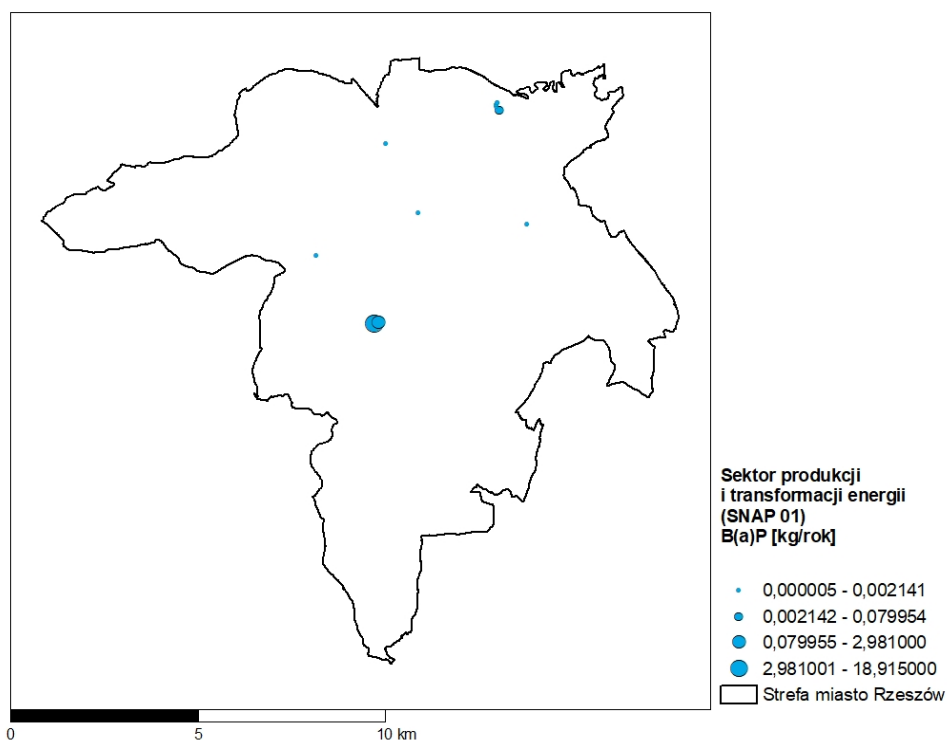 Sektor produkcji
i transformacji energii
(SNAP 01)
B(a)P [kg/rok]
0,000005 - 0,002141
0,002142 - 0,079954
0,079955 - 2,981000
2,981001 - 18,915000
Strefa miasto Rzeszów
0 5 10 km